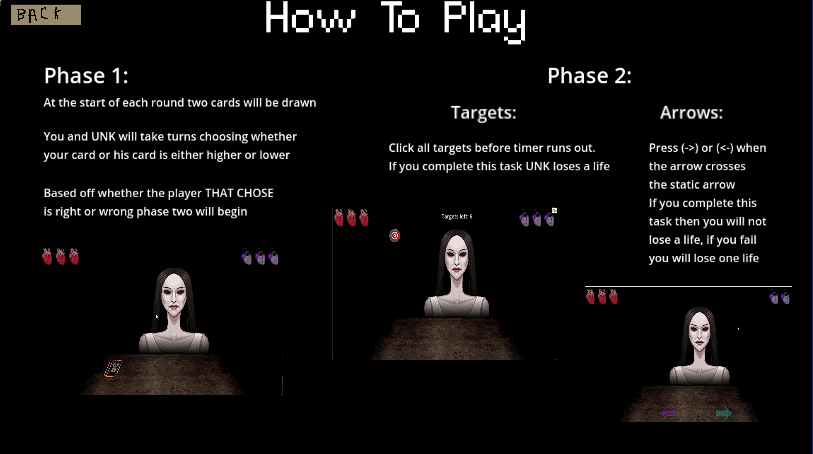 BACK
How To Play
Phase 1:
At the start of each round two cards will be drawn
You and UNK will take turns choosing whether
your card or his card is either higher or lower
Based off whether the player THAT CHOSE
is right or wrong phase two will begin
Phase 2:
Targets:
Click all targets before timer runs out.
If you complete this task UNK loses a life
Targets left: 6
Arrows:
Press (->) or (<-) when
the arrow crosses
the static arrow
If you complete this
task then you will not
lose a life, if you fail
you will lose one life